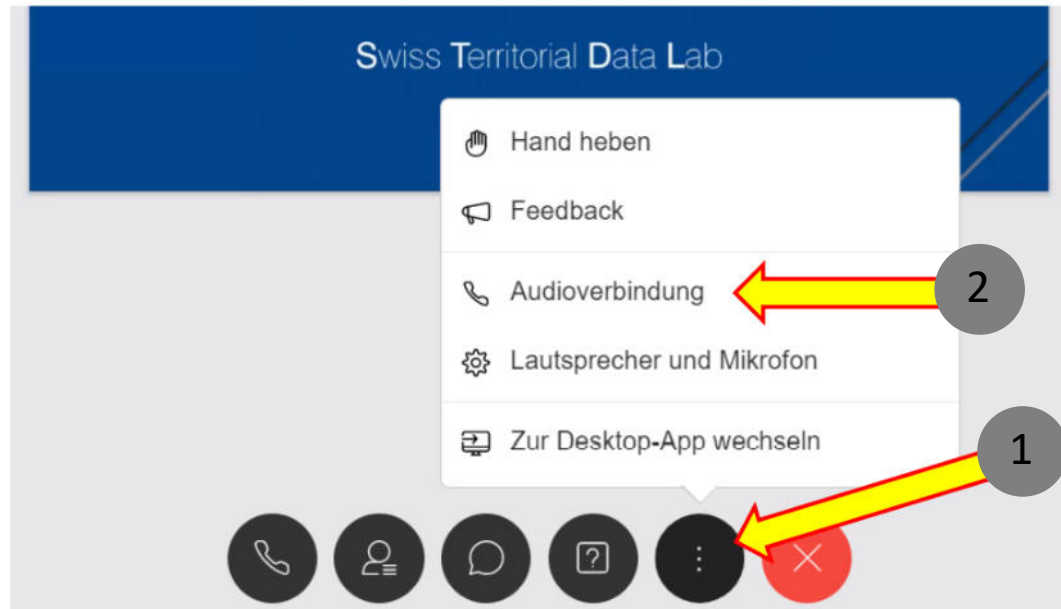 Swiss Territorial Data Lab
Hand heben
Feedback
Audioverbindung
2
Lautsprecher und Mikrofon
Zur Desktop-App wechseln
1
?